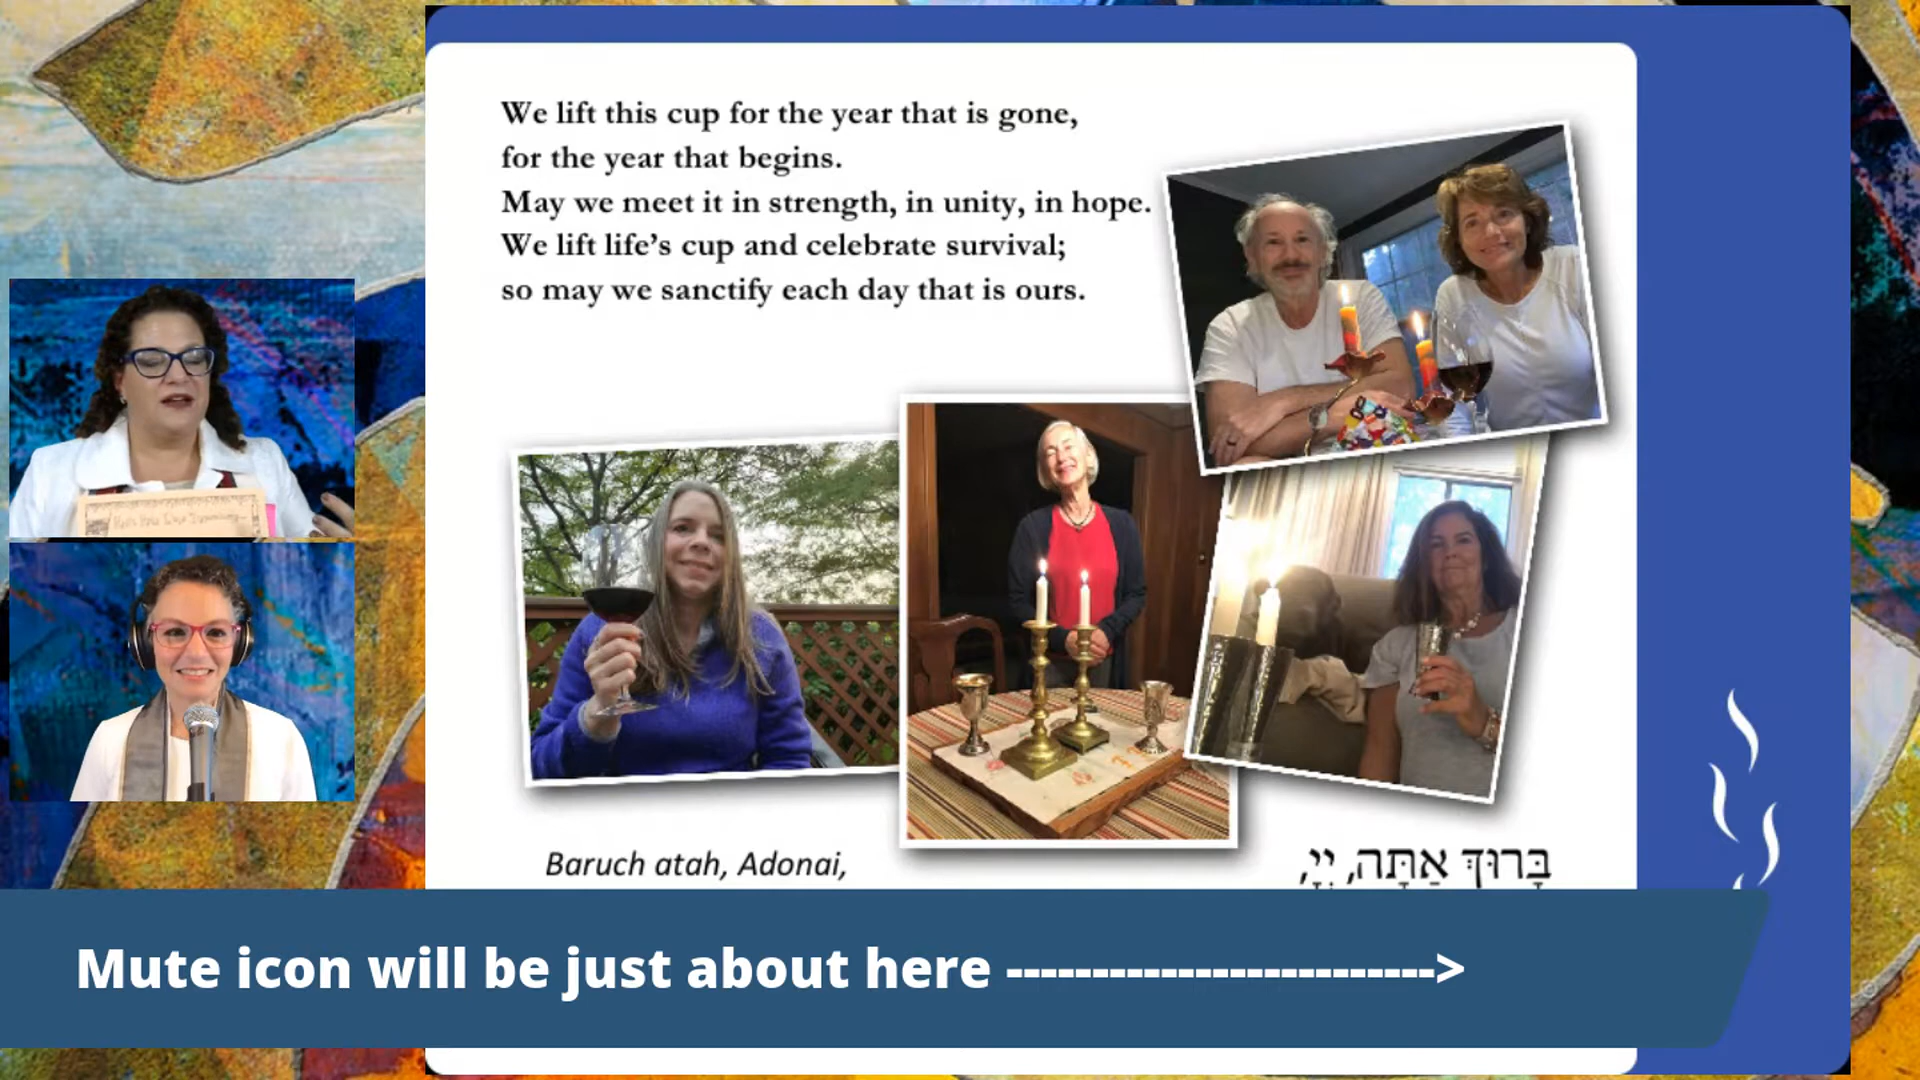 We lift this cup for the year that is gone,
for the year that begins.
May we meet it in strength, in unity, in hope.
We lift life’s cup and celebrate survival;
so may we sanctify each day that is ours.
Baruch atah, Adonai,
בָּרוּךְ אַתָּה, יְיָ,
Mute icon will be just about here ------------------------->